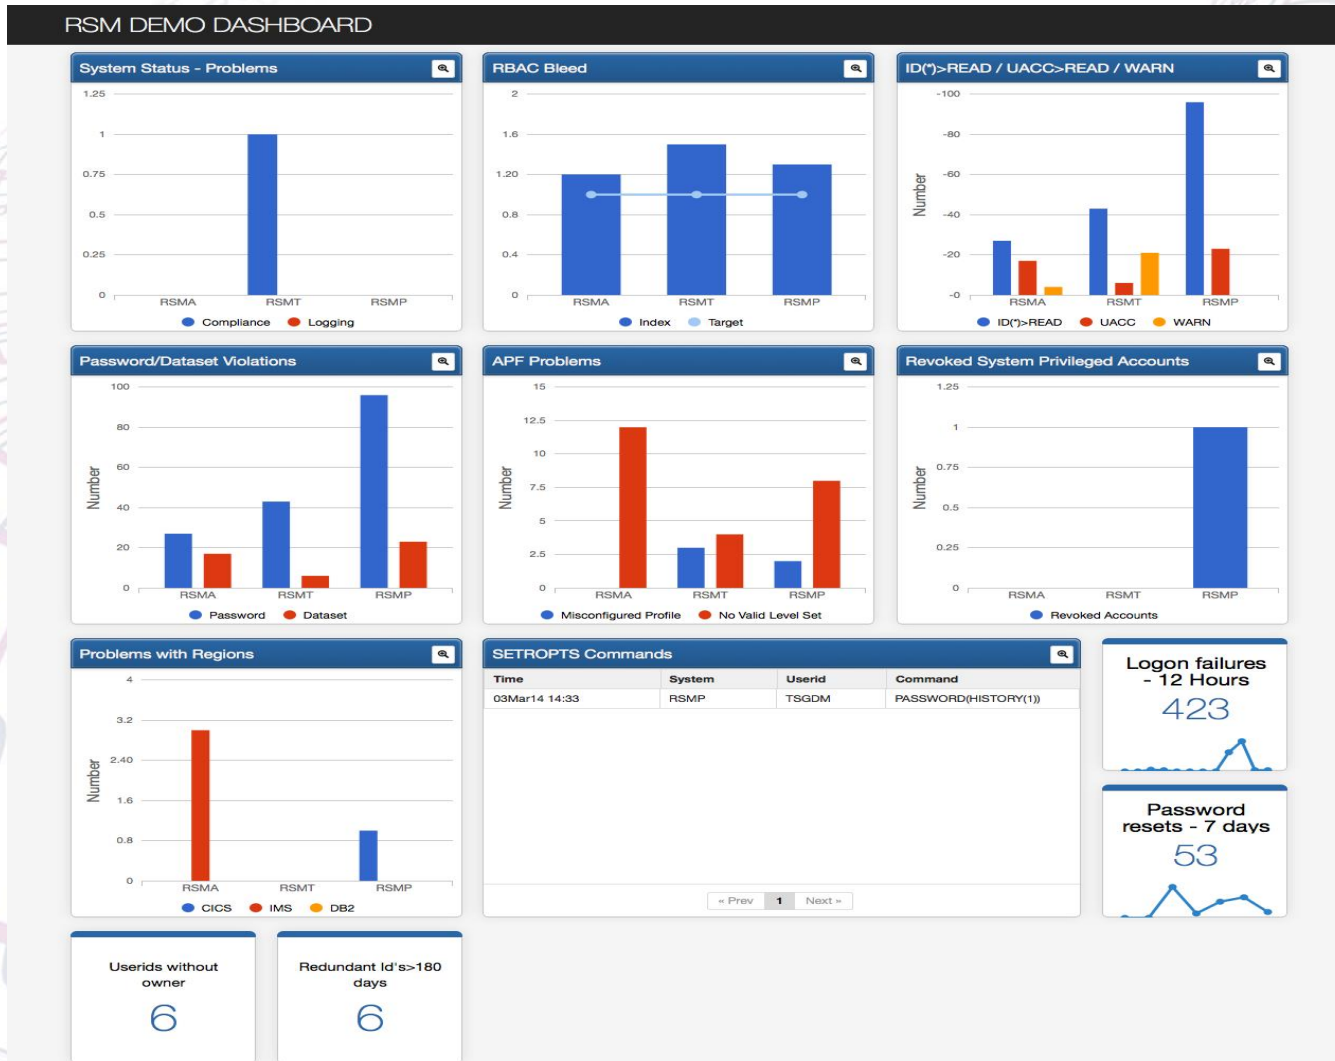 RSM DEMO DASHBOARD
System Status - Problems
1.25
1
0.75
0.5
0.25
0
RSMA RSMT RSMP
Compliance Logging
RBAC Bleed
2
1.6
1.20
0.8
0.4
0
RSMA RSMT RSMP
Index Target
ID(*)>READ / UACC>READ / WARN
Number
-100
-80
-60
-40
-20
-0
RSMA RSMT RSMP
ID(*)>READ UACC WARN
Password/Dataset Violations
Number
100
80
60
40
20
0
RSMA RSMT RSMP
Password Dataset
APF Problems
Number
15
12.5
10
7.5
5
2.5
0
RSMA RSMT RSMP
Misconfigured Profile No Valid Level Set
Revoked System Privileged Accounts
Number
1.25
1
0.75
0.5
0.25
0
RSMA RSMT RSMP
Revoked Accounts
Problems with Regions
Number
4
3.2
2.40
1.6
0.8
0
RSMA RSMT RSMP
CICS IMS DB2
SETROPTS Commands
Time System Userid Command
03Mar14 14:33 RSMP TSGDM PASSWORD(HISTORY(1))
« Prev 1 Next »
Logon failures
- 12 Hours
423
Password
resets - 7 days
53
Userids without
owner
6
Redundant Id's>180
days
6